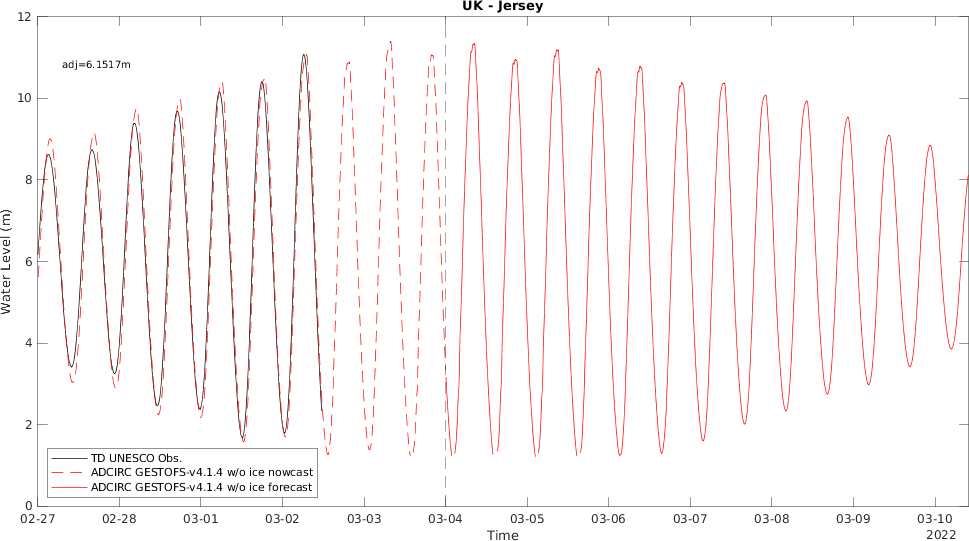 UK - Jersey
12
adj=6.1517m
10
8
6
4
2
0
Water Level (m)
TD UNESCO Obs.
ADCIRC GESTOFS-v4.1.4 w/o ice nowcast
ADCIRC GESTOFS-v4.1.4 w/o ice forecast
02-27 02-28 03-01 03-02 03-03 03-04 03-05 03-06 03-07 03-08 03-09 03-10
Time 2022